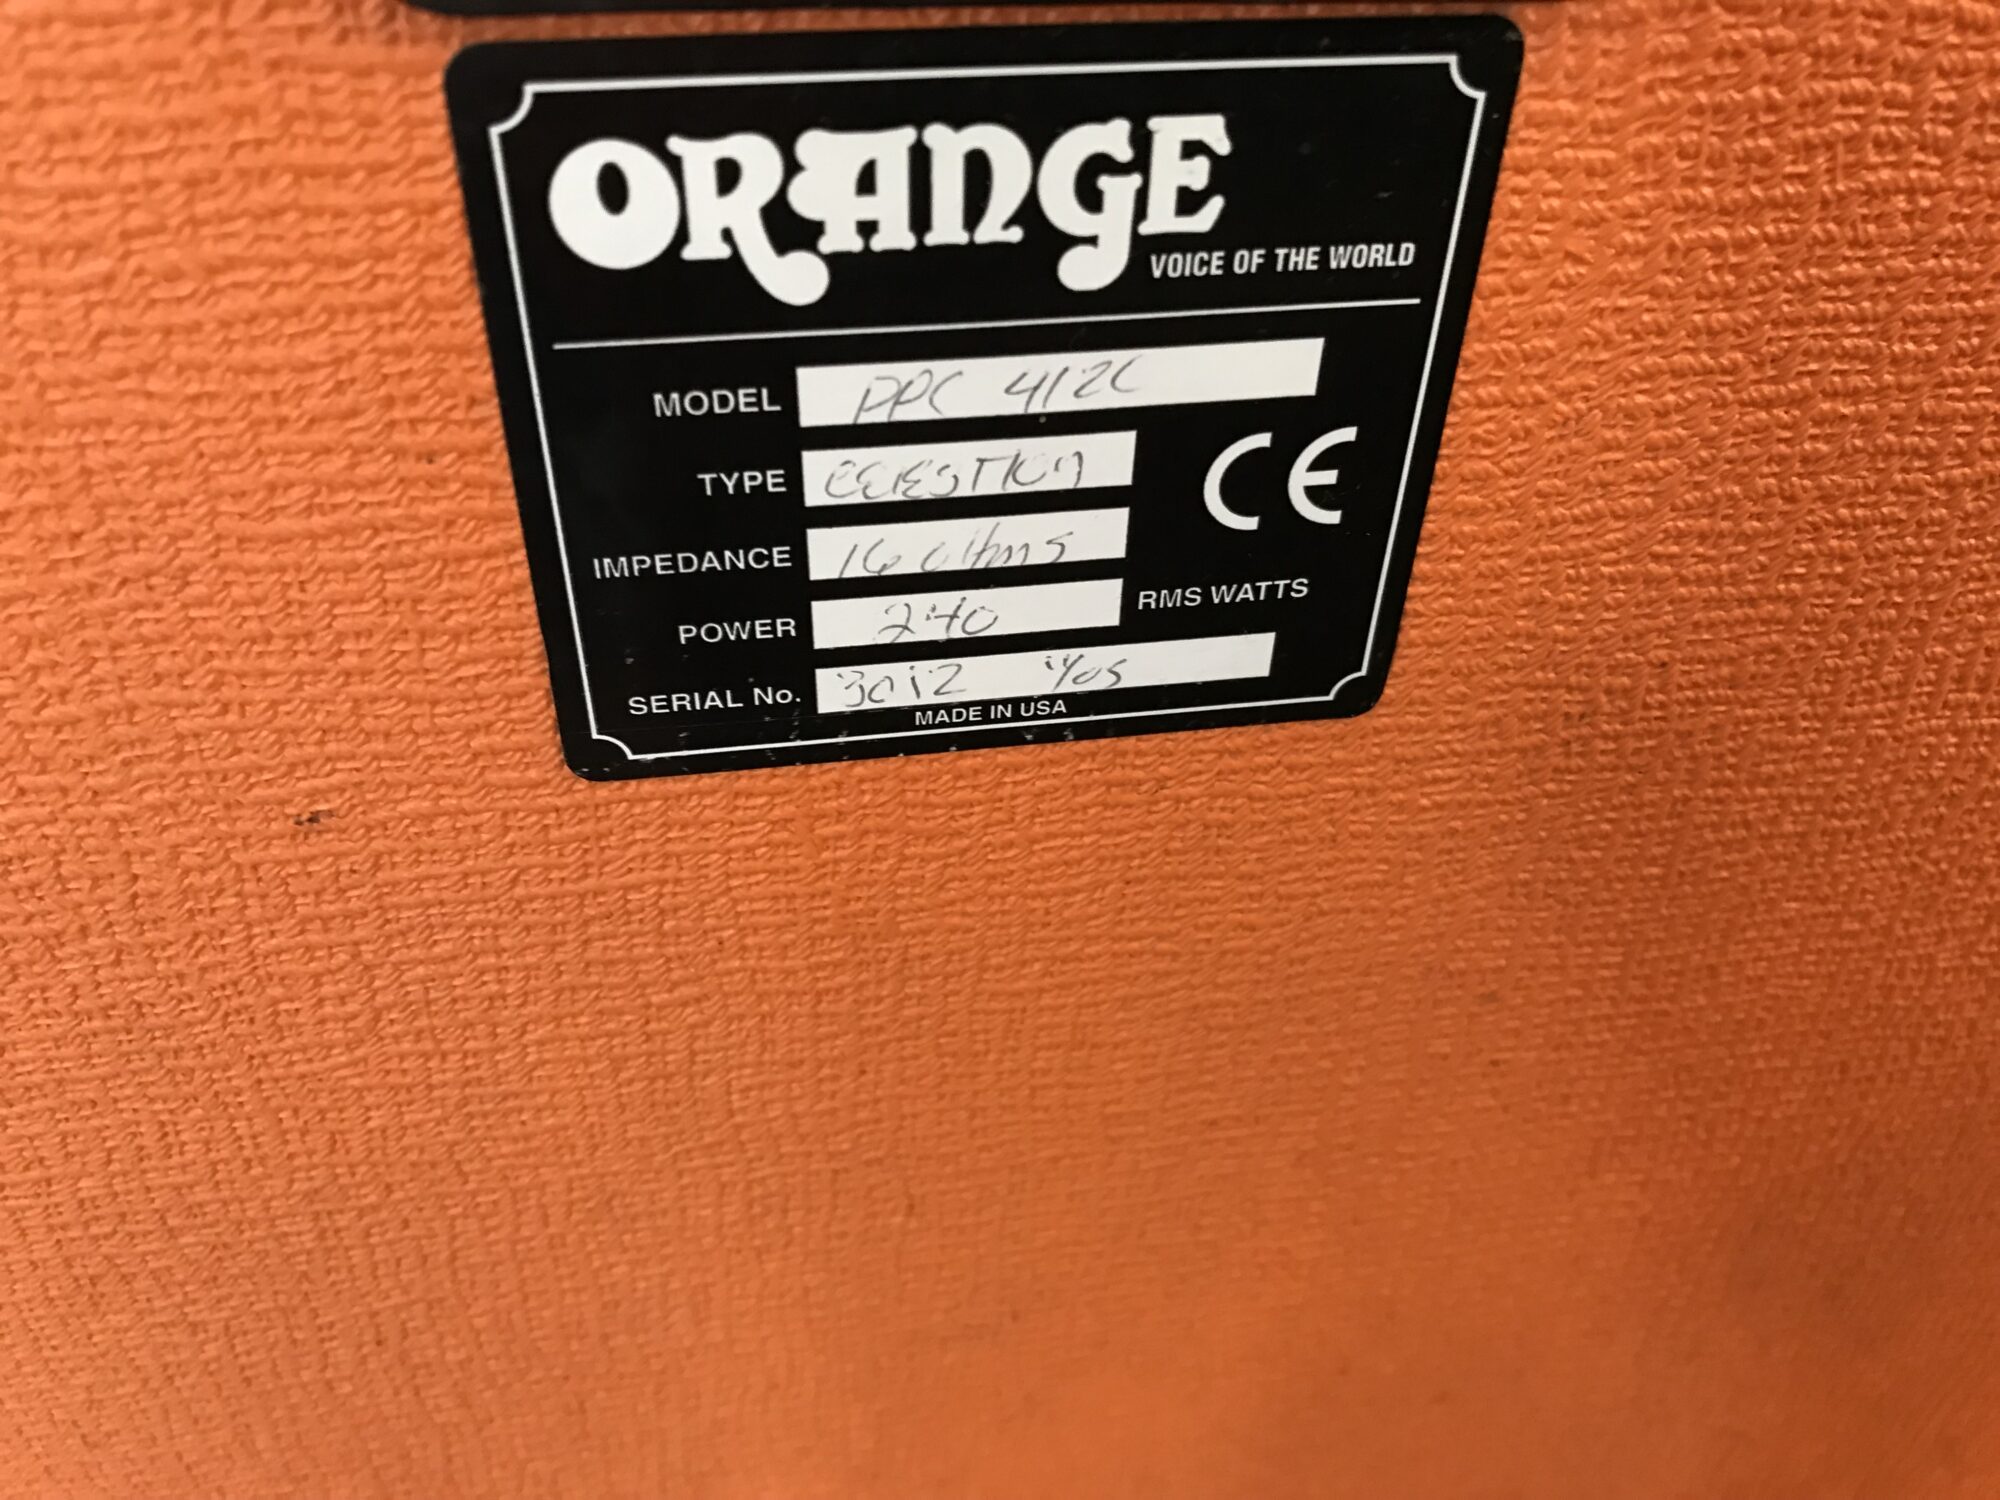 ORANGE
VOICE OF THE WORLD
MODEL PPC 412C
TYPE CELESTION
CE
IMPEDANCE 16 Ohms
POWER 240 RMS WATTS
SERIAL No. 3012
MADE IN USA